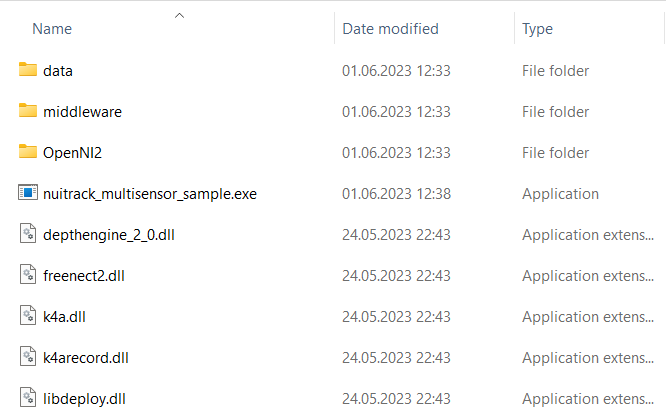 Name Date modified Type
data 01.06.2023 12:33 File folder
middleware 01.06.2023 12:33 File folder
OpenNI2 01.06.2023 12:33 File folder
nuitrack_multisensor_sample.exe 01.06.2023 12:38 Application
depthengine_2_0.dll 24.05.2023 22:43 Application extens...
freenect2.dll 24.05.2023 22:43 Application extens...
k4a.dll 24.05.2023 22:43 Application extens...
k4arecord.dll 24.05.2023 22:43 Application extens...
libdeploy.dll 24.05.2023 22:43 Application extens...